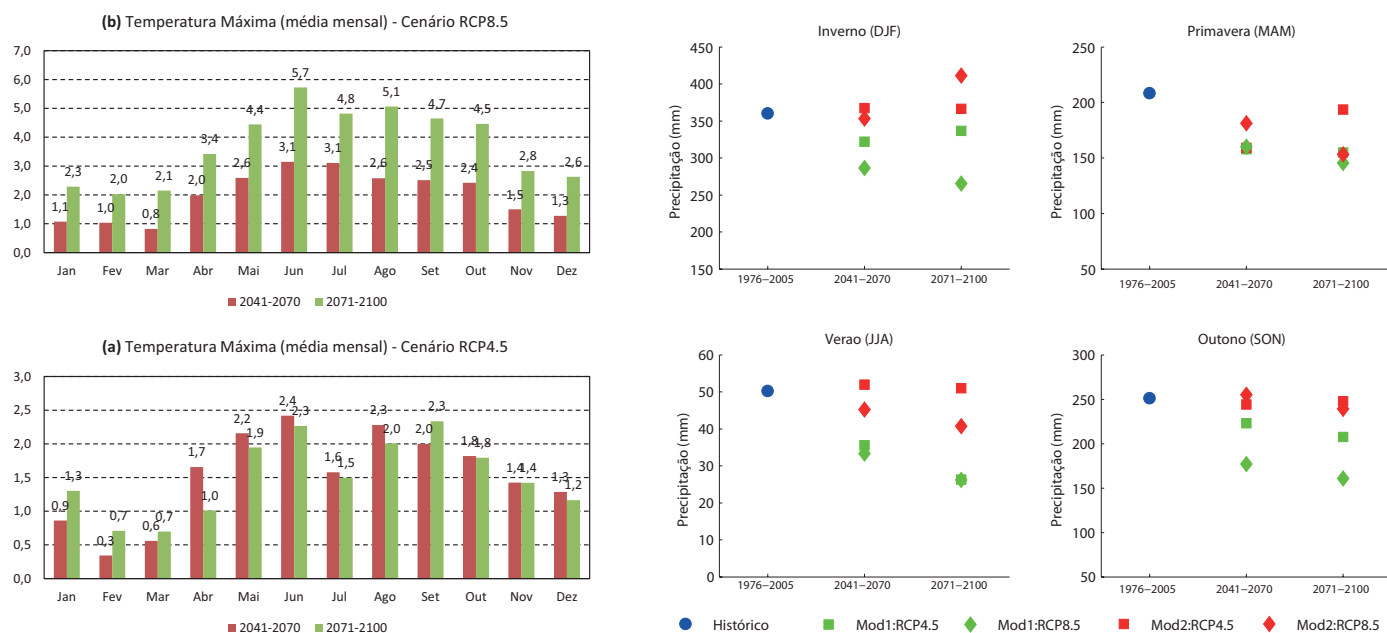 (b) Temperatura Máxima (média mensal) - Cenário RCP8.5
7,0
6,0
5,0
4,0
3,0
2,0
1,0
0,0
2,3 2,0 2,1 3,4 4,4 5,7 4,8 5,1 4,7 4,5 2,8 2,6
1,1 1,0 0,8 2,0 2,6 3,1 3,1 2,6 2,5 2,4 1,5 1,3
Jan Fev Mar Abr Mai Jun Jul Ago Set Out Nov Dez
2041-2070 2071-2100
(a) Temperatura Máxima (média mensal) - Cenário RCP4.5
3,0
2,5
2,0
1,5
1,0
0,5
0,0
0,9 0,3 0,6 1,7 2,2 2,4 1,6 2,3 2,0 1,8 1,4 1,3
1,3 0,7 0,7 1,0 1,9 2,3 1,5 2,0 2,3 1,8 1,4 1,2
Jan Fev Mar Abr Mai Jun Jul Ago Set Out Nov Dez
2041-2070 2071-2100
Inverno (DJF)
Precipitação (mm)
450
400
350
300
250
200
150
1976–2005 2041–2070 2071–2100
Primavera (MAM)
Precipitação (mm)
250
200
150
100
50
1976–2005 2041–2070 2071–2100
Verao (JJA)
Precipitação (mm)
60
50
40
30
20
10
0
1976–2005 2041–2070 2071–2100
Outono (SON)
Precipitação (mm)
300
250
200
150
100
50
1976–2005 2041–2070 2071–2100
Histórico Mod1:RCP4.5 Mod1:RCP8.5 Mod2:RCP4.5 Mod2:RCP8.5